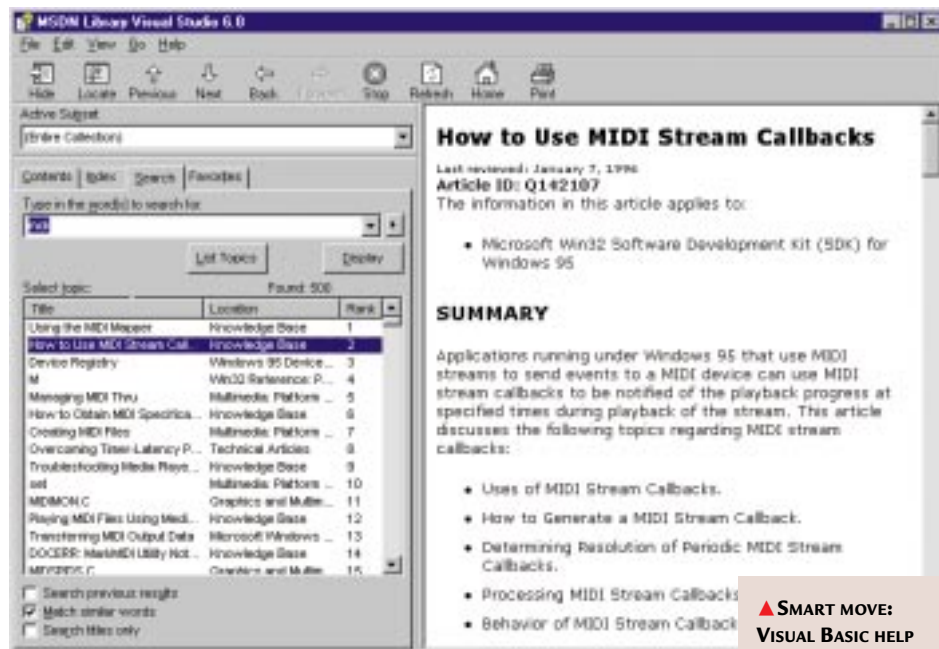 MSDN Library Visual Studio 6.0
File Edit View Go Help
Hide Locate Previous Next Back Forward Stop Refresh Home Print
Active Subset
(Entire Collection)
Contents Index Search Favorites
Type in the word(s) to search for:
midi
List Topics Display
Select topic: Found: 500
Title Location Rank
Using the MIDI Mapper Knowledge Base 1
How to Use MIDI Stream Call... Knowledge Base 2
Device Registry Windows 95 Device... 3
M Win32 Reference: P... 4
Managing MIDI Thru Multimedia: Platform ... 5
How to Obtain MIDI Specifica... Knowledge Base 6
Creating MIDI Files Multimedia: Platform ... 7
Overcoming Timer-Latency P... Technical Articles 8
Troubleshooting Media Playe... Knowledge Base 9
set Multimedia: Platform ... 10
MIDIMON.C Graphics and Multim... 11
Playing MIDI Files Using Medi... Knowledge Base 12
Transferring MIDI Output Data Microsoft Windows ... 13
DOCERR: MarkMIDI Utility Not... Knowledge Base 14
Graphics and Multim... 15
Search previous results
Match similar words
Search titles only
How to Use MIDI Stream Callbacks
Last reviewed: January 7, 1996
Article ID: Q142107
The information in this article applies to:
• Microsoft Win32 Software Development Kit (SDK) for
Windows 95
SUMMARY
Applications running under Windows 95 that use MIDI
streams to send events to a MIDI device can use MIDI
stream callbacks to be notified of the playback progress at
specified times during playback of the stream. This article
discusses the following topics regarding MIDI stream
callbacks:
• Uses of MIDI Stream Callbacks.
• How to Generate a MIDI Stream Callback.
• Determining Resolution of Periodic MIDI Stream
Callbacks.
• Processing MIDI Stream Callbacks
• Behavior of MIDI Stream Callback
▲SMART MOVE:
VISUAL BASIC HELP